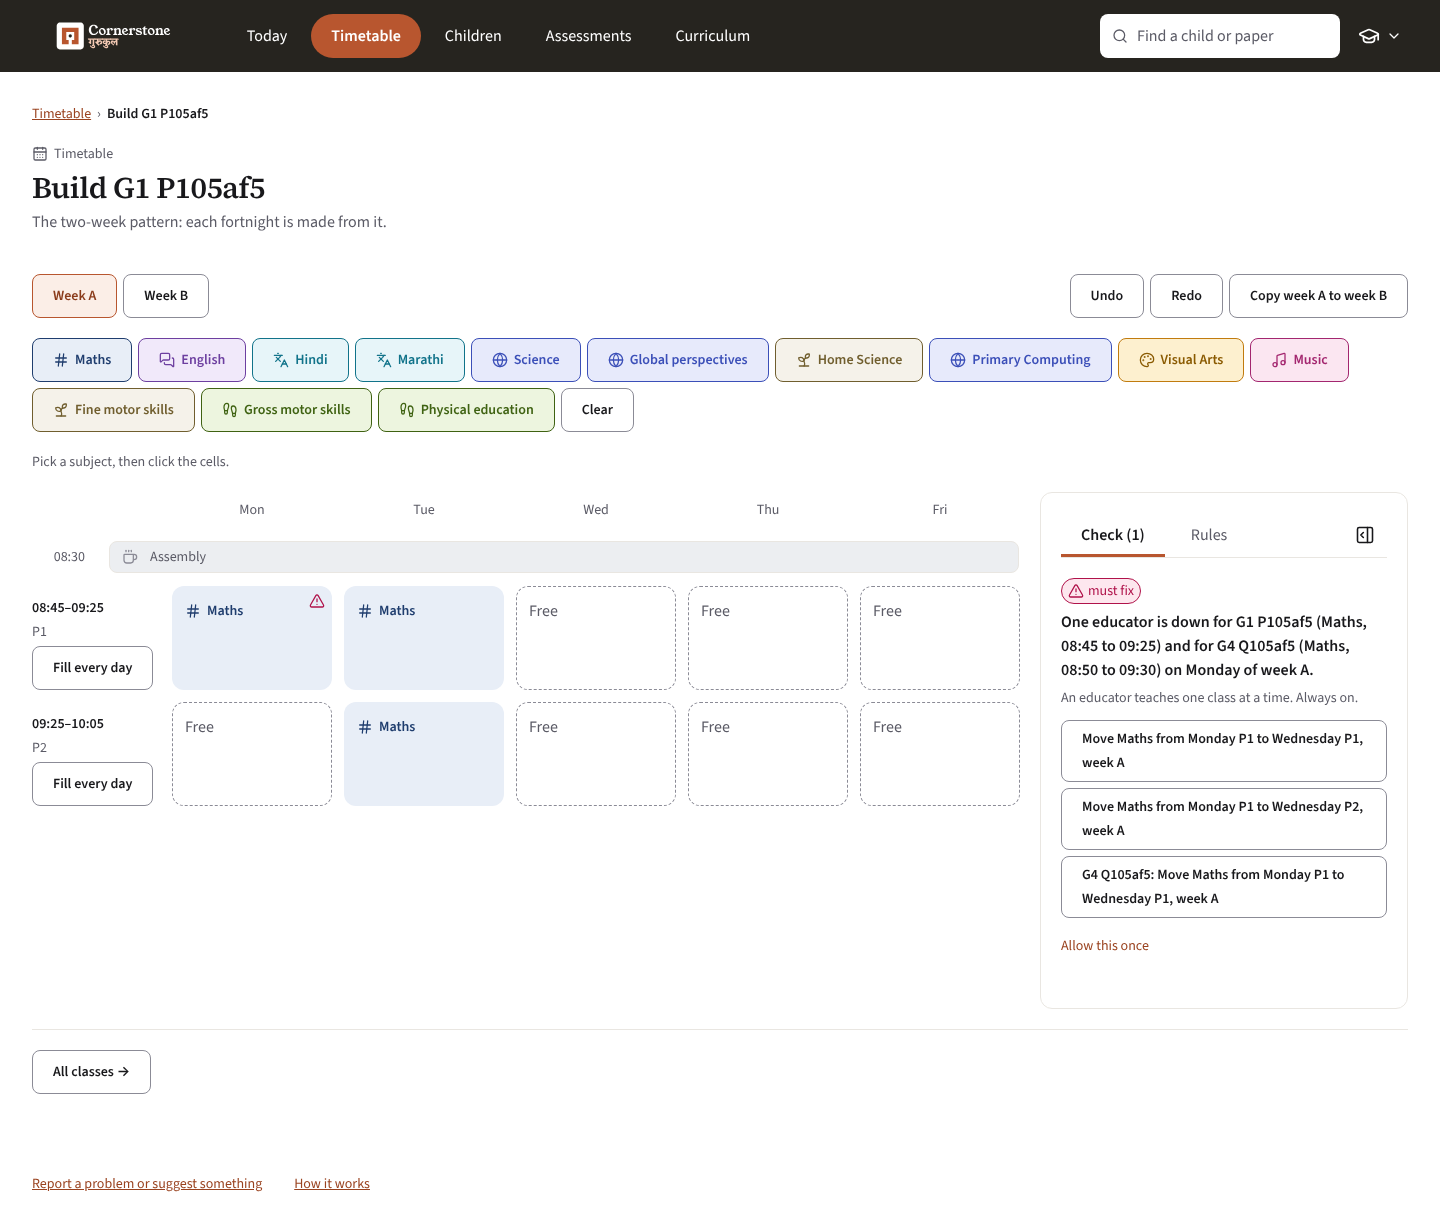 Cornerstone
गुरुकुल
Today
Timetable
Children
Assessments
Curriculum
Find a child or paper
Timetable › Build G1 P105af5
Timetable
Build G1 P105af5
The two-week pattern: each fortnight is made from it.
Week A
Week B
Undo
Redo
Copy week A to week B
Maths
English
Hindi
Marathi
Science
Global perspectives
Home Science
Primary Computing
Visual Arts
Music
Fine motor skills
Gross motor skills
Physical education
Clear
Pick a subject, then click the cells.
Mon
Tue
Wed
Thu
Fri
08:30
Assembly
08:45–09:25
P1
Fill every day
Maths
Maths
Free
Free
Free
09:25–10:05
P2
Fill every day
Free
Maths
Free
Free
Free
Check (1)
Rules
must fix
One educator is down for G1 P105af5 (Maths,
08:45 to 09:25) and for G4 Q105af5 (Maths,
08:50 to 09:30) on Monday of week A.
An educator teaches one class at a time. Always on.
Move Maths from Monday P1 to Wednesday P1,
week A
Move Maths from Monday P1 to Wednesday P2,
week A
G4 Q105af5: Move Maths from Monday P1 to
Wednesday P1, week A
Allow this once
All classes →
Report a problem or suggest something
How it works